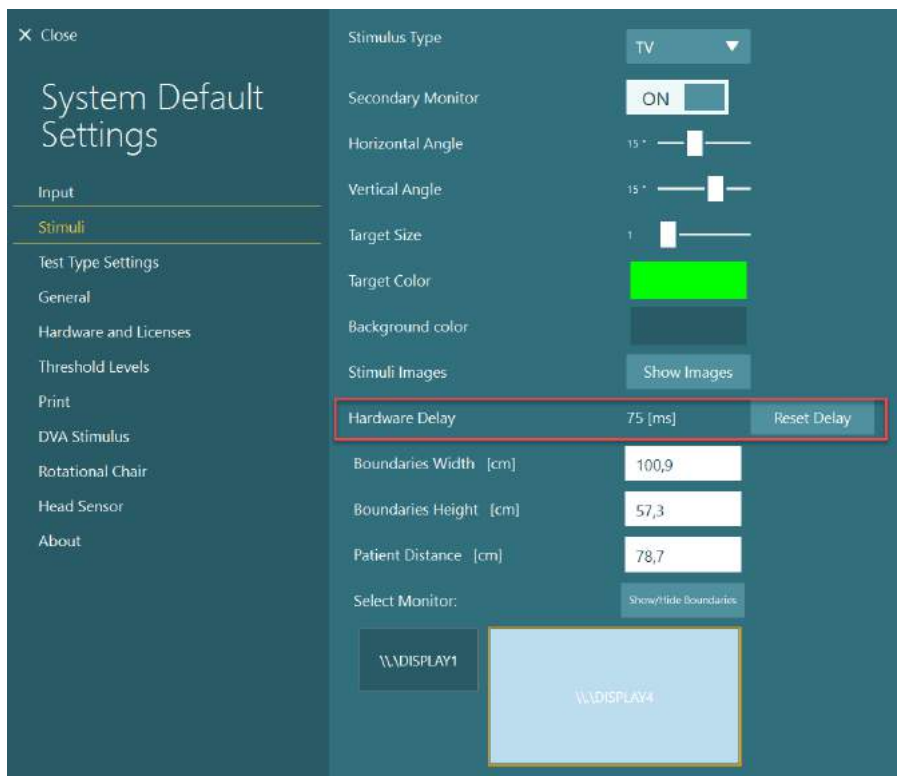 X Close
System Default
Settings
Input
Stimuli
Test Type Settings
General
Hardware and Licenses
Threshold Levels
Print
DVA Stimulus
Rotational Chair
Head Sensor
About
Stimulus Type TV
Secondary Monitor ON
Horizontal Angle 15 °
Vertical Angle 15 °
Target Size 1
Target Color
Background color
Stimuli Images Show Images
Hardware Delay 75 [ms] Reset Delay
Boundaries Width [cm] 100,9
Boundaries Height [cm] 57,3
Patient Distance [cm] 78,7
Select Monitor: Show/Hide Boundaries
\\.\DISPLAY1
\\.\DISPLAY4